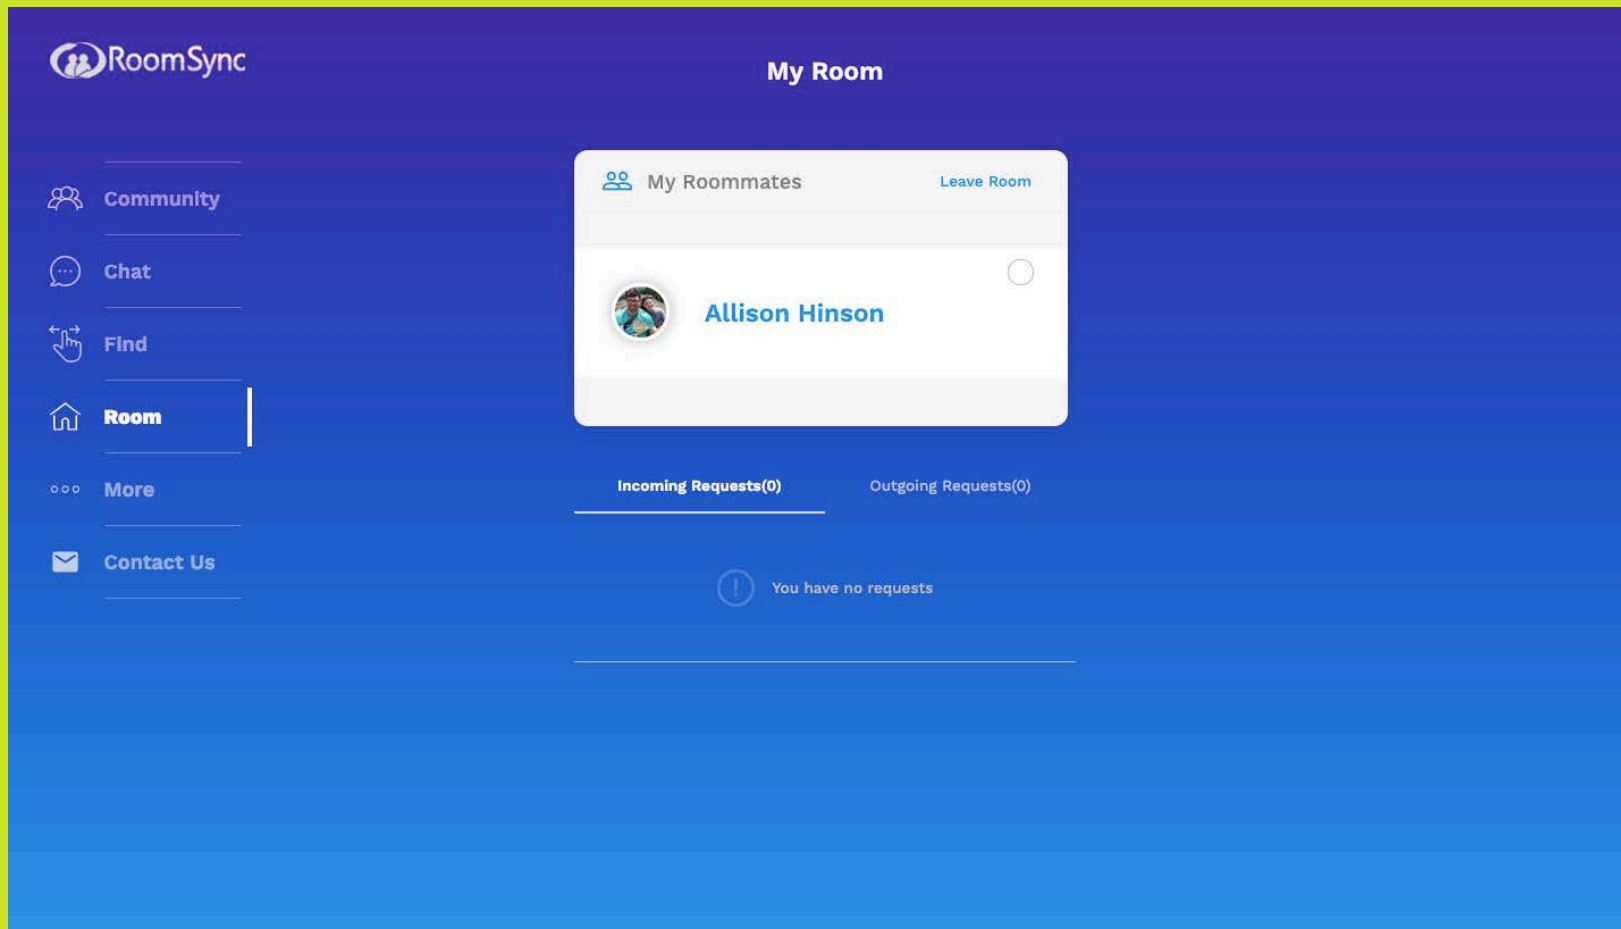 RoomSync
My Room
Community
Chat
Find
Room
More
Contact Us
My Roommates
Leave Room
Allison Hinson
Incoming Requests(0)
Outgoing Requests(0)
You have no requests